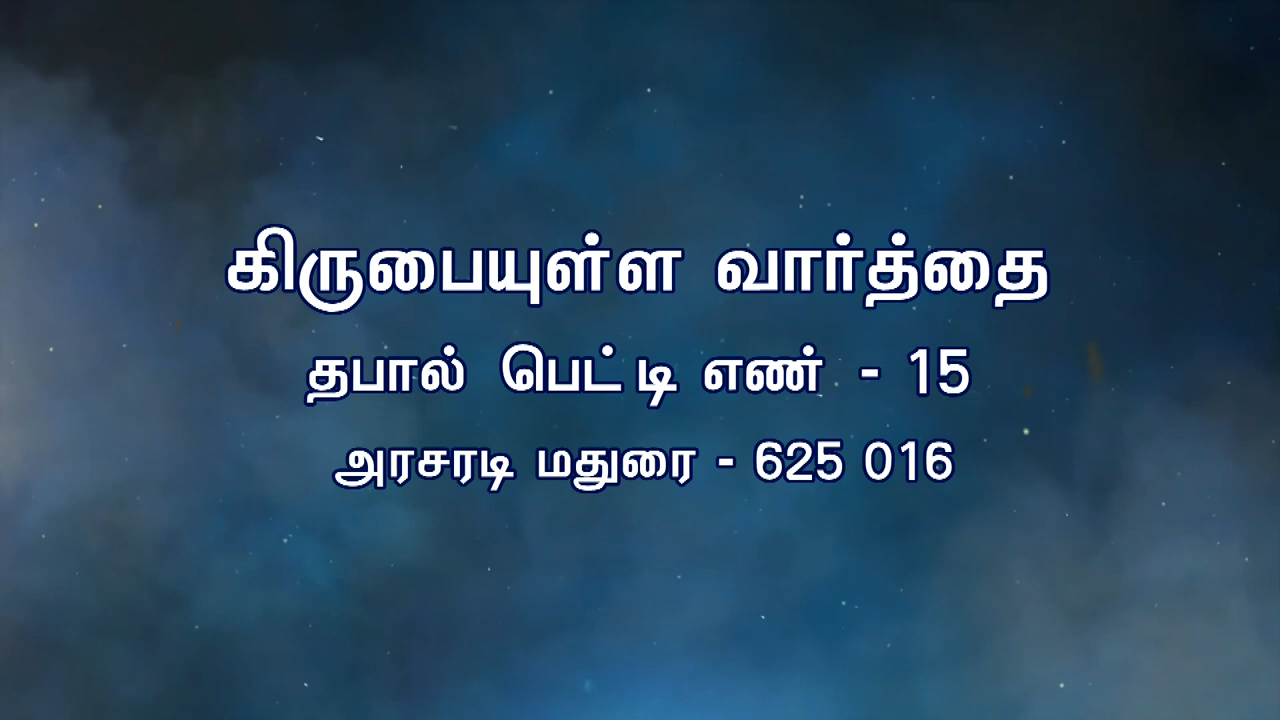 கிருபையுள்ள வார்த்தை
தபால் பெட்டி எண் - 15
அரசரடி மதுரை - 625 016